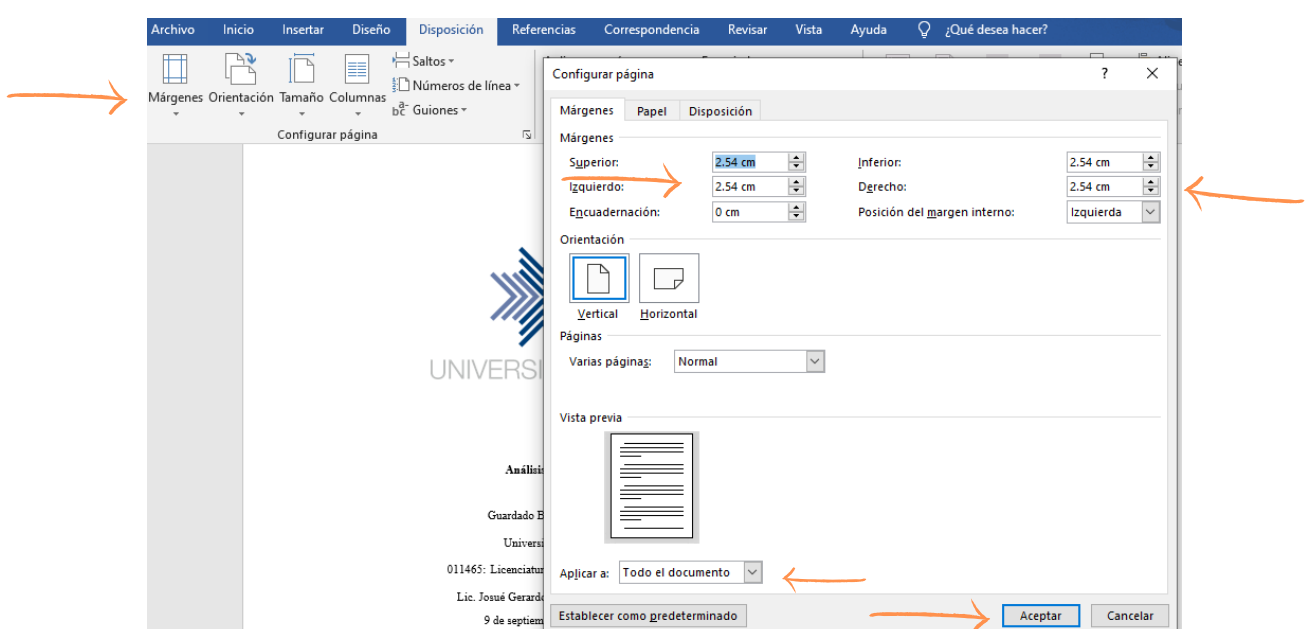 Archivo Inicio Insertar Diseño Disposición Referencias Correspondencia Revisar Vista Ayuda ¿Qué desea hacer?
Márgenes Orientación Tamaño Columnas
Saltos
Números de línea
bc Guiones
Configurar página
Configurar página ? X
Márgenes Papel Disposición
Márgenes
Superior: 2.54 cm Inferior: 2.54 cm
Izquierdo: 2.54 cm Derecho: 2.54 cm
Encuadernación: 0 cm Posición del margen interno: Izquierda
Orientación
Vertical Horizontal
Páginas
Varias páginas: Normal
Vista previa
Aplicar a: Todo el documento
Establecer como predeterminado Aceptar Cancelar
UNIVERSI
Análisis
Guardado
Universi
011465: Licenciatur
Lic. Josué Gerard
9 de septiem